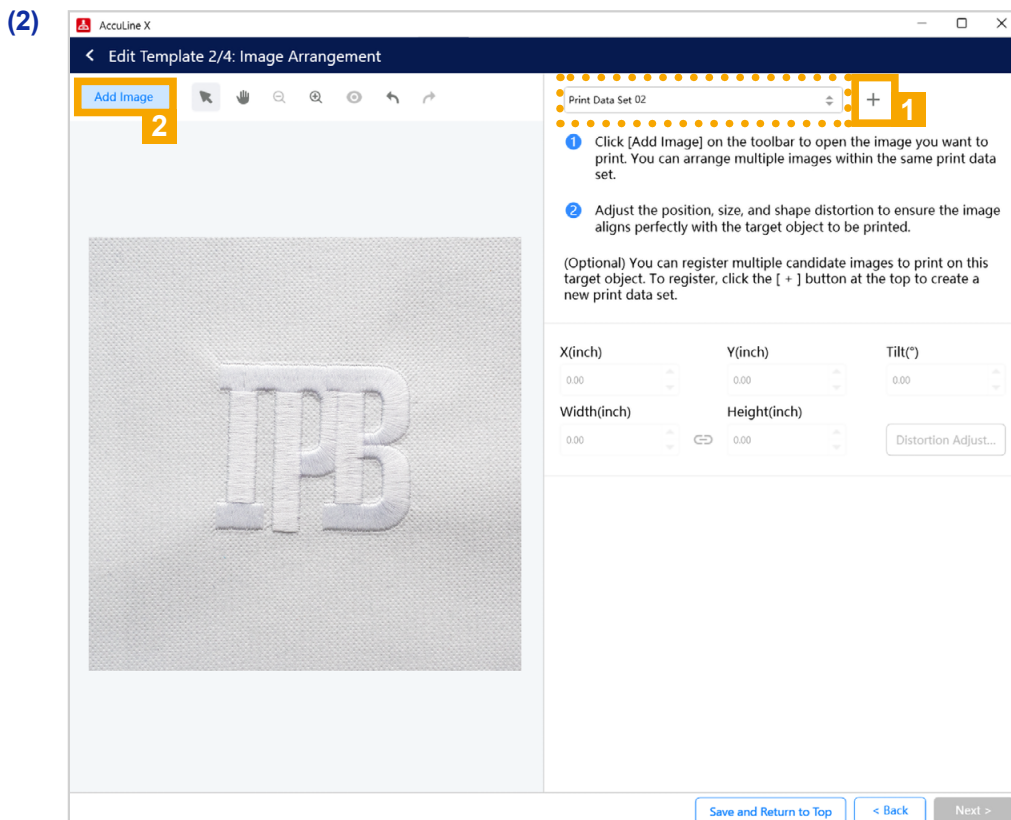 (2)
AccuLine X
Edit Template 2/4: Image Arrangement
Add Image
2
Print Data Set 02
1
1 Click [Add Image] on the toolbar to open the image you want to
print. You can arrange multiple images within the same print data
set.
2 Adjust the position, size, and shape distortion to ensure the image
aligns perfectly with the target object to be printed.
(Optional) You can register multiple candidate images to print on this
target object. To register, click the [ + ] button at the top to create a
new print data set.
X(inch) Y(inch) Tilt(°)
0.00 0.00 0.00
Width(inch) Height(inch)
0.00 0.00 Distortion Adjust...
IPB
Save and Return to Top < Back Next >